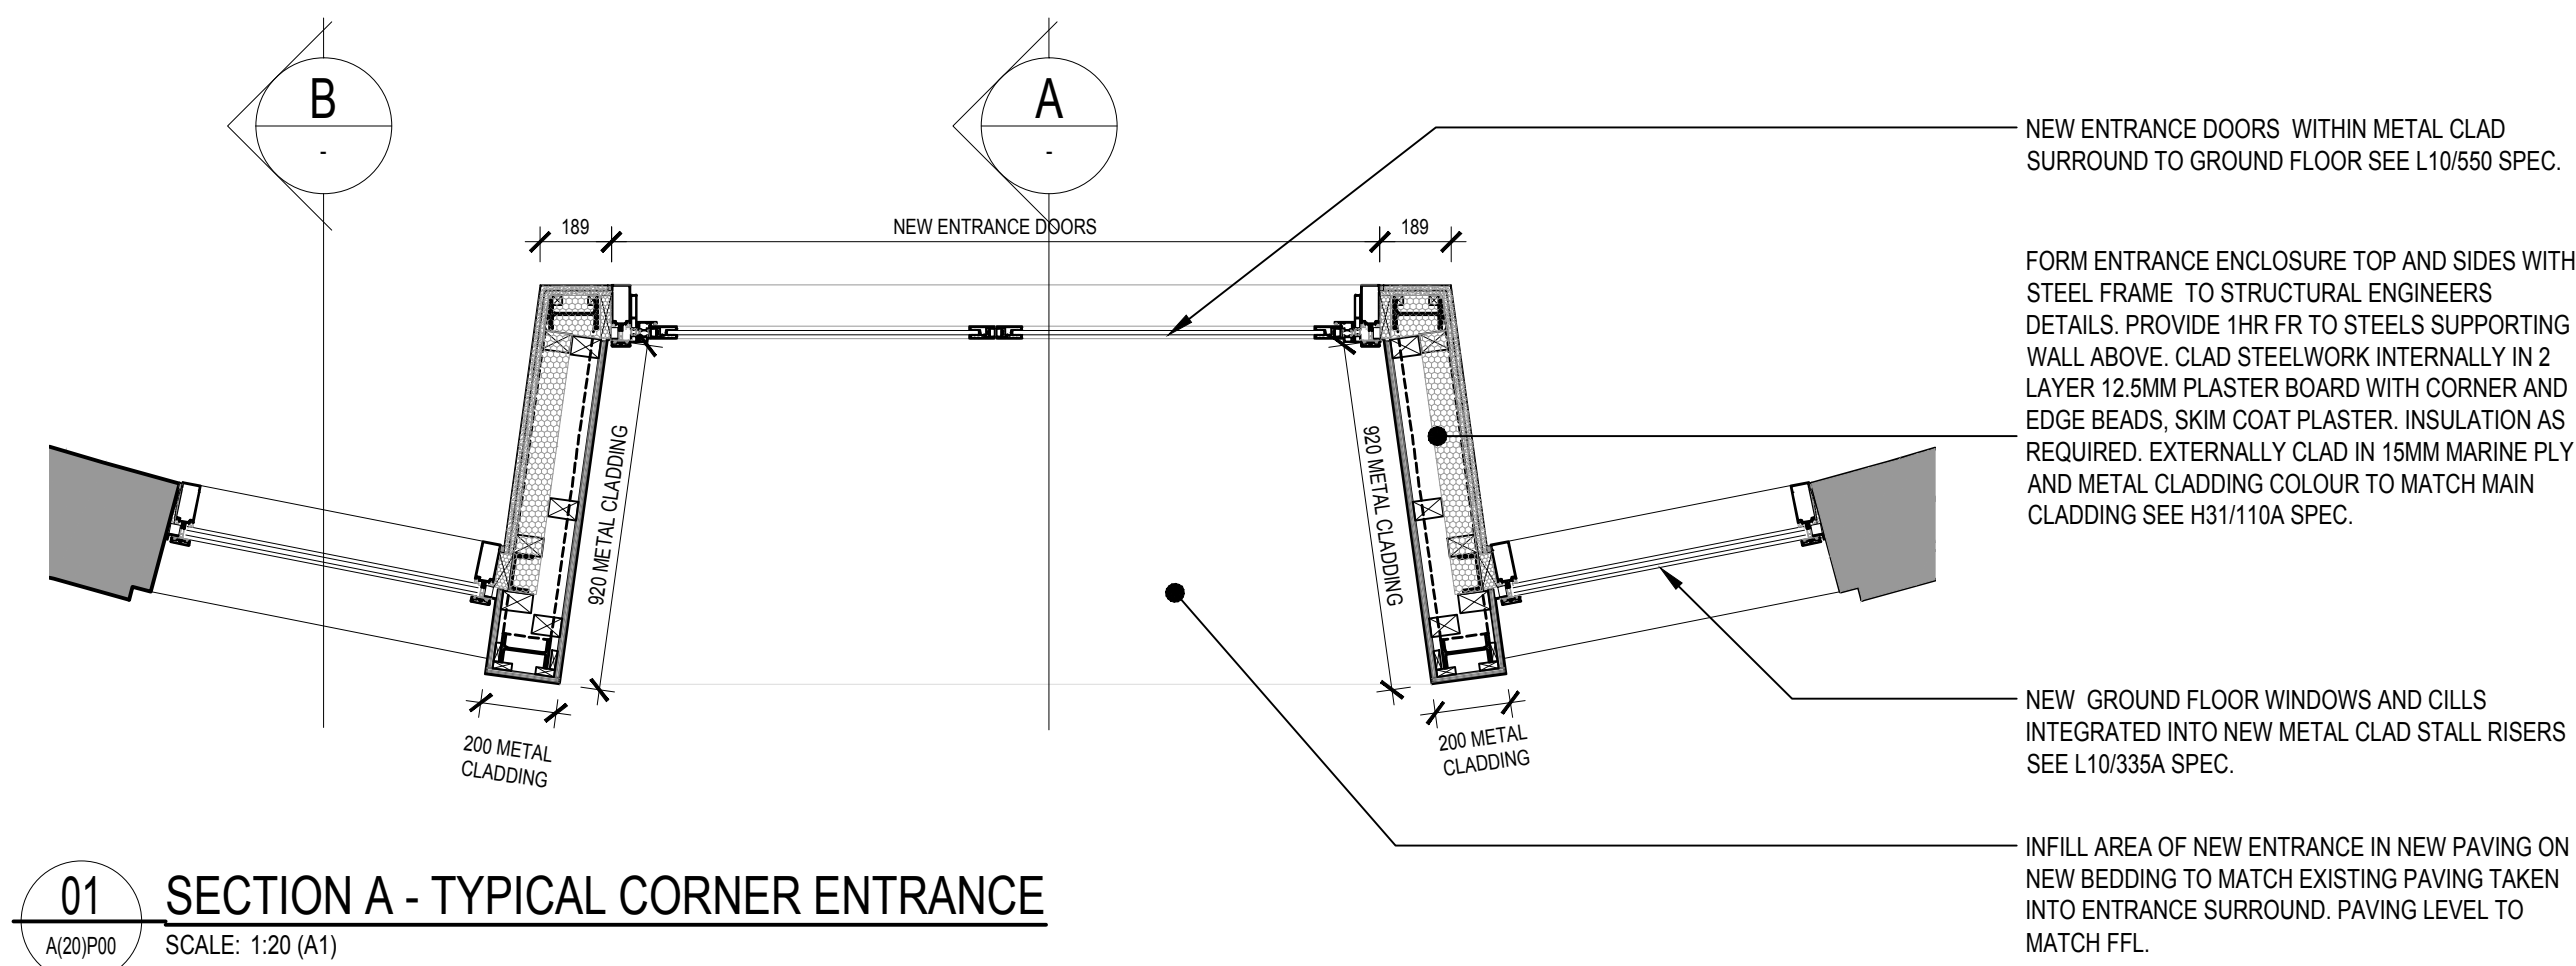 B
-
A
-
189
NEW ENTRANCE DOORS
189
920 METAL CLADDING
920 METAL CLADDING
200 METAL
CLADDING
200 METAL
CLADDING
NEW ENTRANCE DOORS WITHIN METAL CLAD
SURROUND TO GROUND FLOOR SEE L10/550 SPEC.
FORM ENTRANCE ENCLOSURE TOP AND SIDES WITH
STEEL FRAME TO STRUCTURAL ENGINEERS
DETAILS. PROVIDE 1HR FR TO STEELS SUPPORTING
WALL ABOVE. CLAD STEELWORK INTERNALLY IN 2
LAYER 12.5MM PLASTER BOARD WITH CORNER AND
EDGE BEADS, SKIM COAT PLASTER. INSULATION AS
REQUIRED. EXTERNALLY CLAD IN 15MM MARINE PLY
AND METAL CLADDING COLOUR TO MATCH MAIN
CLADDING SEE H31/110A SPEC.
NEW GROUND FLOOR WINDOWS AND CILLS
INTEGRATED INTO NEW METAL CLAD STALL RISERS
SEE L10/335A SPEC.
INFILL AREA OF NEW ENTRANCE IN NEW PAVING ON
NEW BEDDING TO MATCH EXISTING PAVING TAKEN
INTO ENTRANCE SURROUND. PAVING LEVEL TO
MATCH FFL.
01
A(20)P00
SECTION A - TYPICAL CORNER ENTRANCE
SCALE: 1:20 (A1)